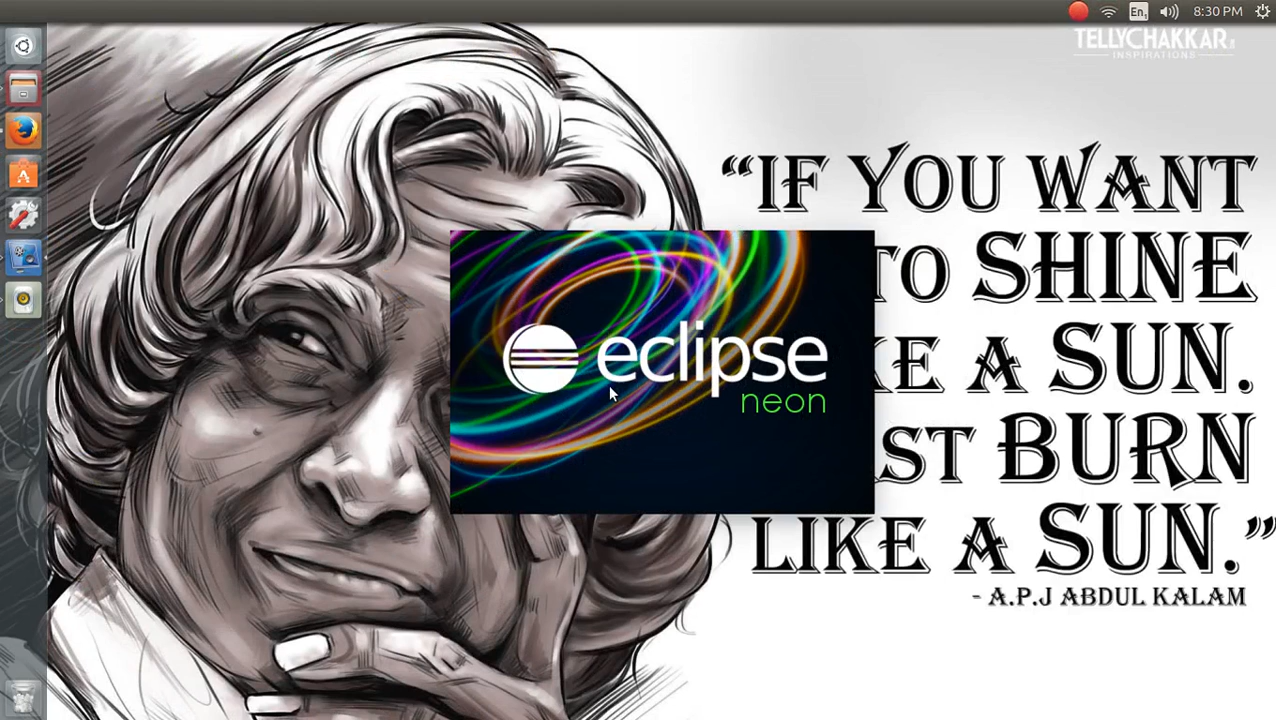 En₁ 8:30 PM
TELLYCHAKKAR
INSPIRATIONS
“IF YOU WANT
TO SHINE
KE A SUN.
ST BURN
LIKE A SUN.”
- A.P.J ABDUL KALAM
eclipse
neon